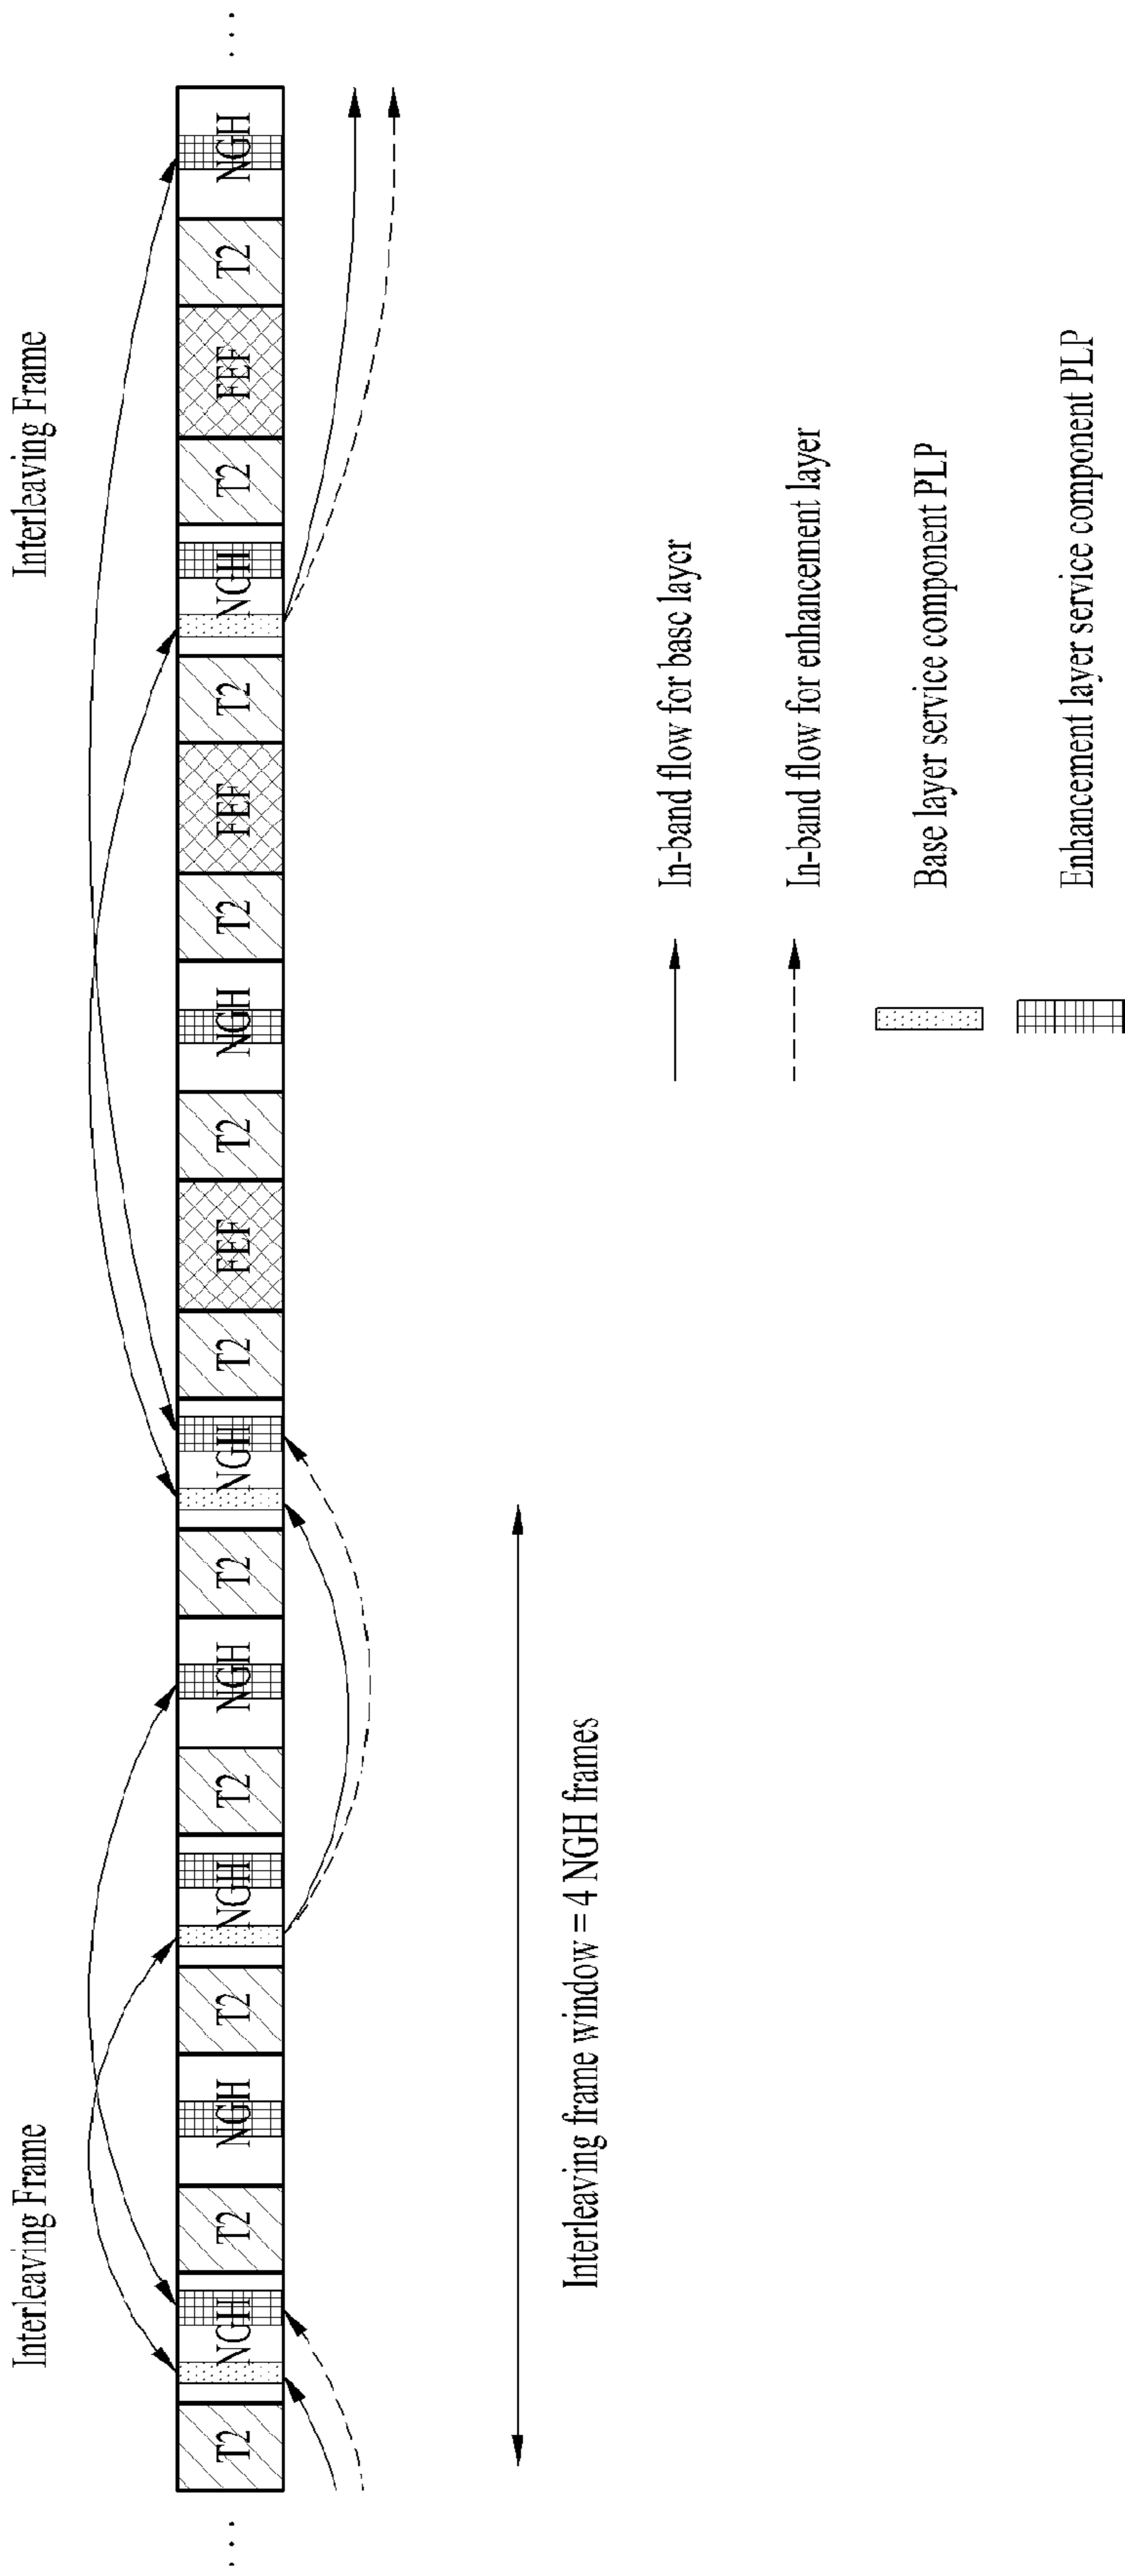 Interleaving Frame
Interleaving Frame
... T2 NGH T2 NGH T2 NGH T2 NGH T2 NGH T2 FEF T2 NGH T2 FEF T2 NGH T2 FEF T2 NGH ...
Interleaving frame window = 4 NGH frames
In-band flow for base layer
In-band flow for enhancement layer
Base layer service component PLP
Enhancement layer service component PLP